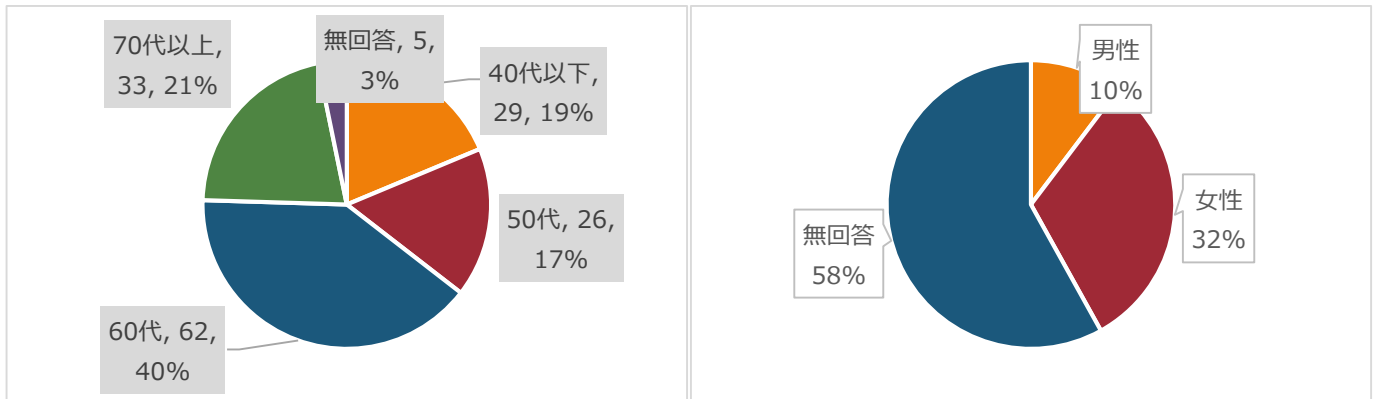 70代以上,
33, 21%
無回答, 5,
3%
40代以下,
29, 19%
50代, 26,
17%
60代, 62,
40%
男性
10%
女性
32%
無回答
58%